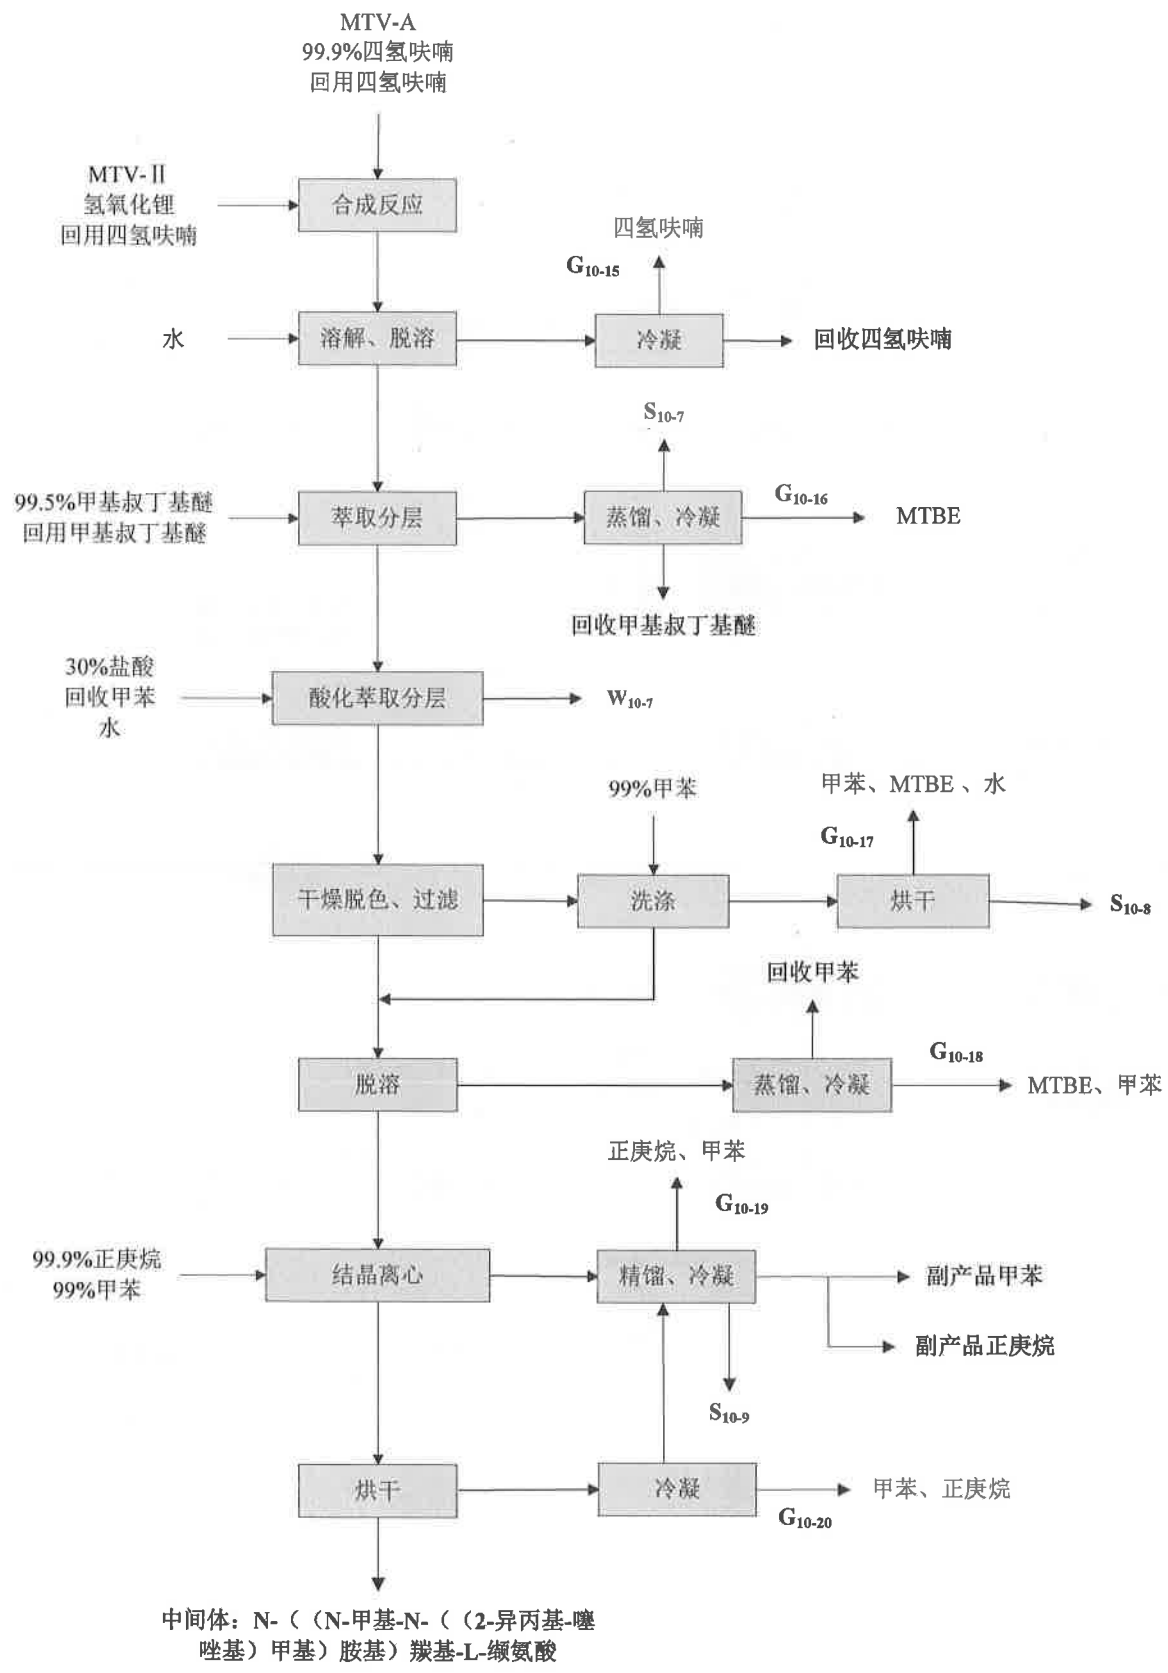 MTV-A
99.9%四氢呋喃
回用四氢呋喃
MTV-Ⅱ
氢氧化锂
回用四氢呋喃
合成反应
四氢呋喃
G10-15
水
溶解、脱溶
冷凝
回收四氢呋喃
S10-7
99.5%甲基叔丁基醚
回用甲基叔丁基醚
萃取分层
蒸馏、冷凝
G10-16
MTBE
回收甲基叔丁基醚
30%盐酸
回收甲苯
水
酸化萃取分层
W10-7
99%甲苯
甲苯、MTBE 、水
G10-17
干燥脱色、过滤
洗涤
烘干
S10-8
回收甲苯
脱溶
蒸馏、冷凝
G10-18
MTBE、甲苯
正庚烷、甲苯
G10-19
99.9%正庚烷
99%甲苯
结晶离心
精馏、冷凝
副产品甲苯
副产品正庚烷
S10-9
烘干
冷凝
甲苯、正庚烷
G10-20
中间体：N-（（N-甲基-N-（（2-异丙基-噻
唑基）甲基）胺基）羰基-L-缬氨酸